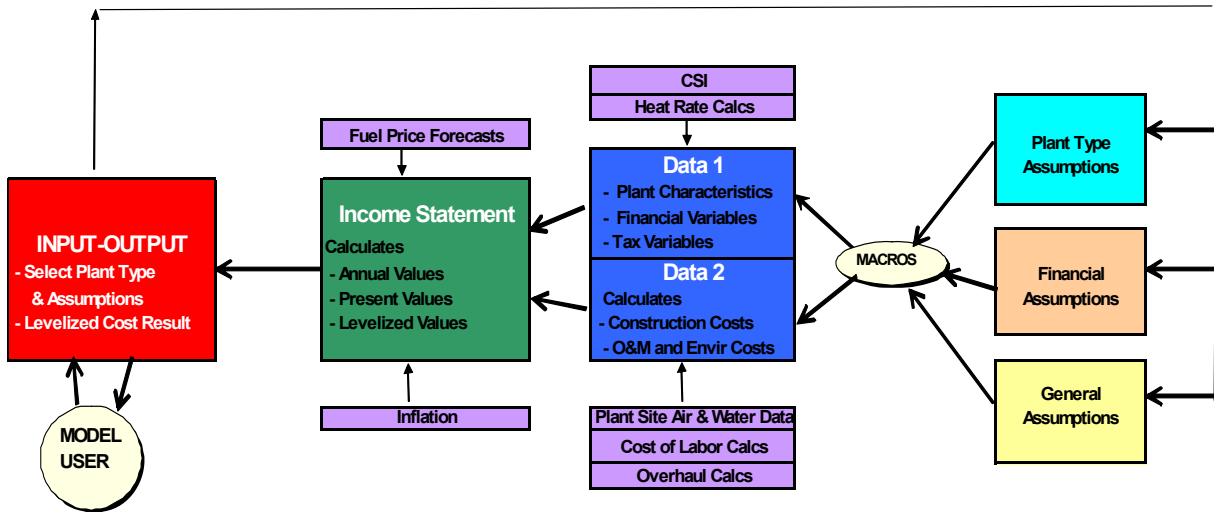 CSI
Heat Rate Calcs
Fuel Price Forecasts
INPUT-OUTPUT
- Select Plant Type
& Assumptions
- Levelized Cost Result
MODEL
USER
Income Statement
Calculates
- Annual Values
- Present Values
- Levelized Values
Inflation
Data 1
- Plant Characteristics
- Financial Variables
- Tax Variables
Data 2
Calculates
- Construction Costs
- O&M and Envir Costs
Plant Site Air & Water Data
Cost of Labor Calcs
Overhaul Calcs
MACROS
Plant Type
Assumptions
Financial
Assumptions
General
Assumptions